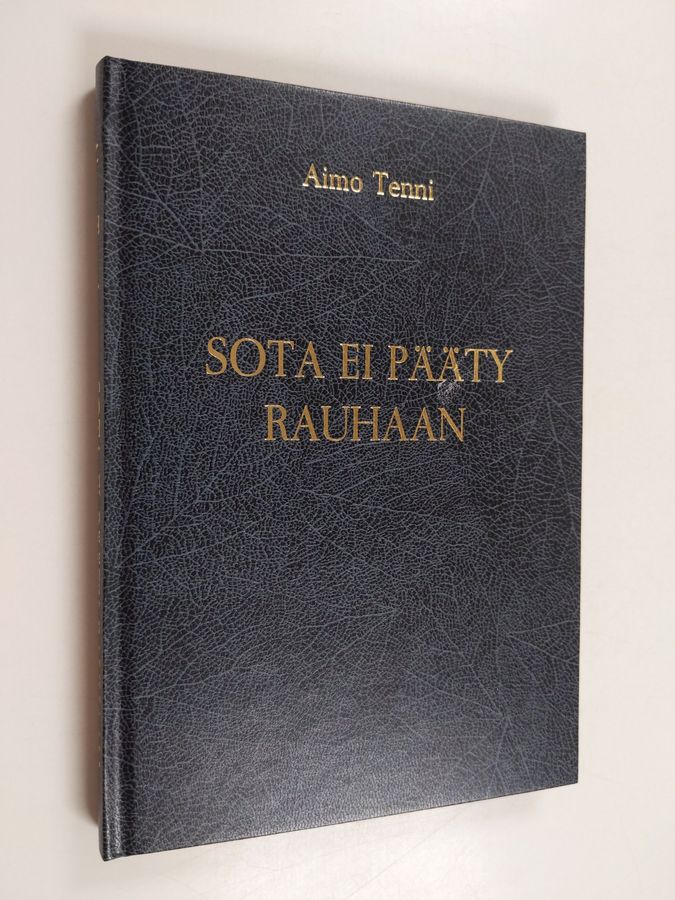 Aimo Tenni
SOTA EI PÄÄTY
RAUHAAN